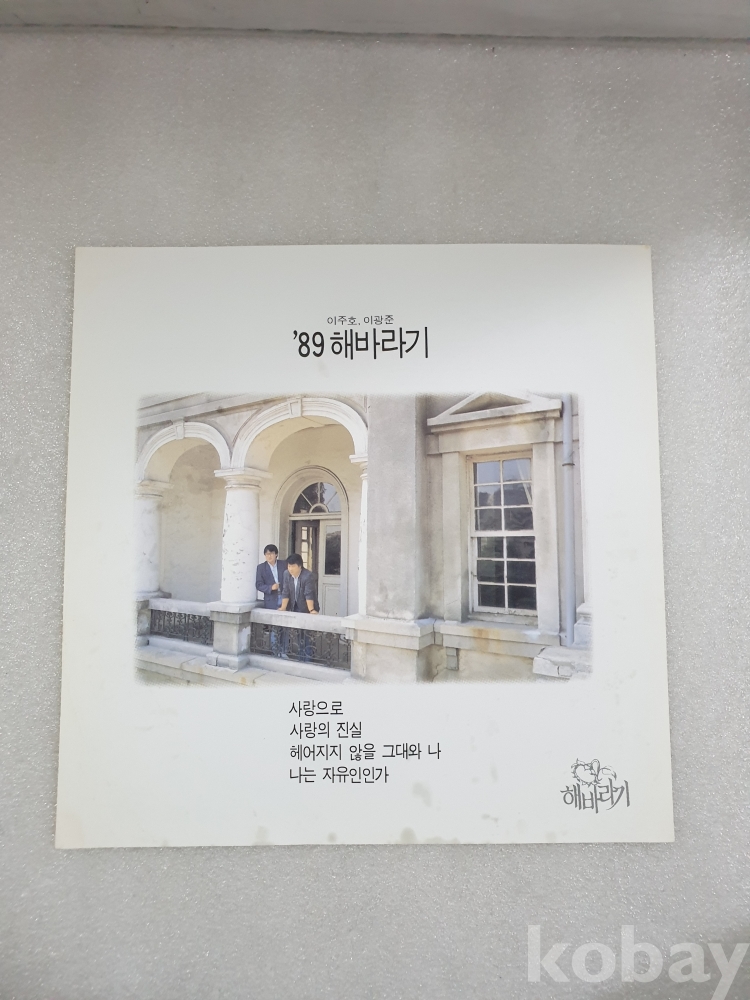 이주호, 이광준
'89 해바라기
사랑으로
사랑의 진실
헤어지지 않을 그대와 나
나는 자유인인가
해바라기
kobay